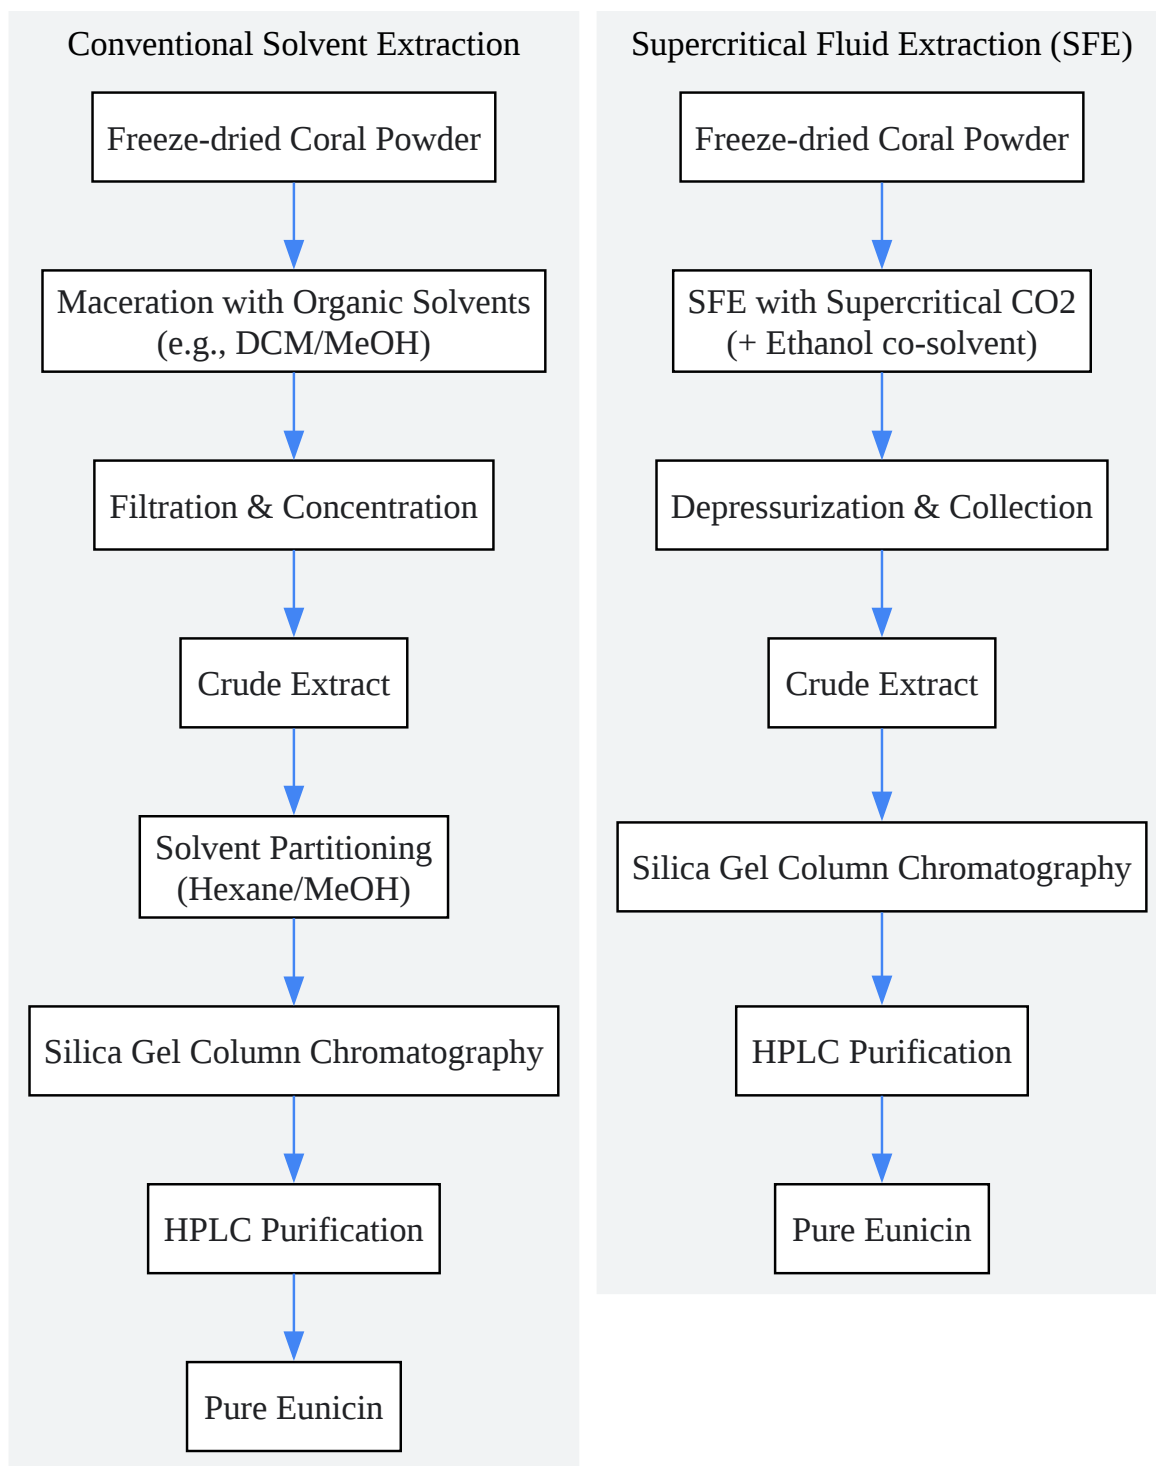 Conventional Solvent Extraction
Freeze-dried Coral Powder
Maceration with Organic Solvents
(e.g., DCM/MeOH)
Filtration & Concentration
Crude Extract
Solvent Partitioning
(Hexane/MeOH)
Silica Gel Column Chromatography
HPLC Purification
Pure Eunicin
Supercritical Fluid Extraction (SFE)
Freeze-dried Coral Powder
SFE with Supercritical CO2
(+ Ethanol co-solvent)
Depressurization & Collection
Crude Extract
Silica Gel Column Chromatography
HPLC Purification
Pure Eunicin